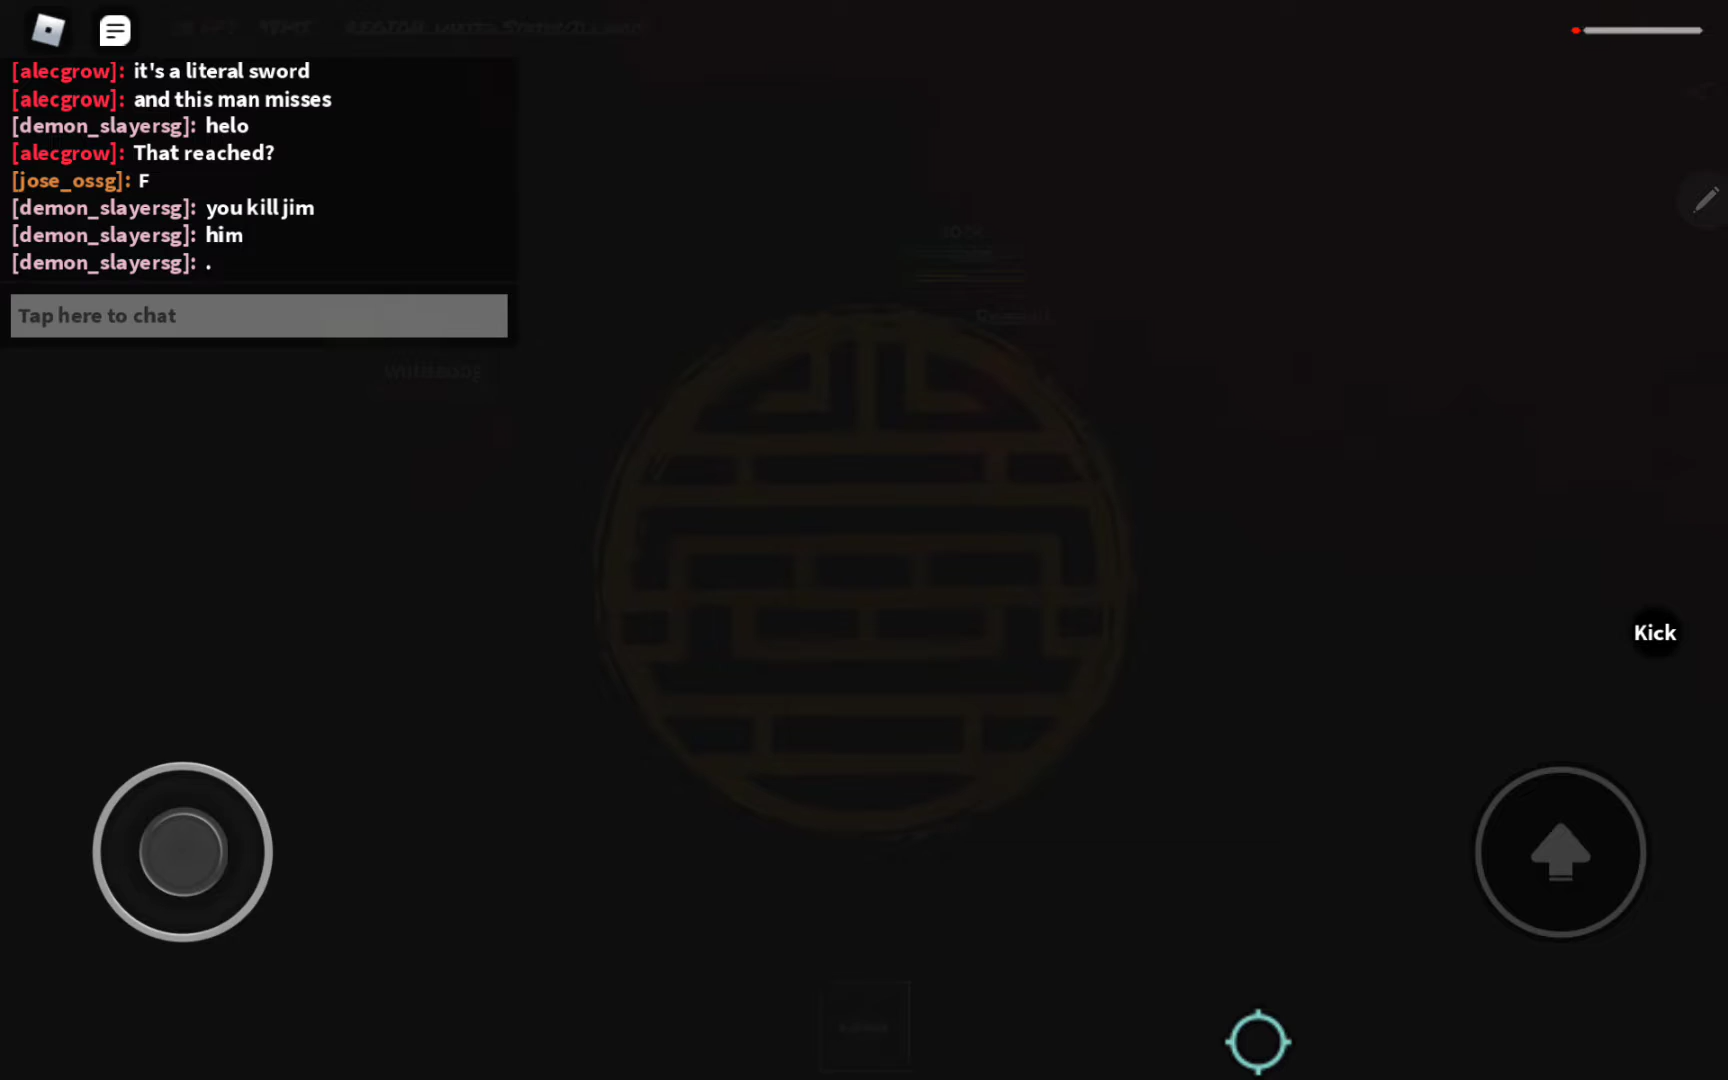 [alecgrow]: it's a literal sword
[alecgrow]: and this man misses
[demon_slayersg]: helo
[alecgrow]: That reached?
[jose_ossg]: F
[demon_slayersg]: you kill jim
[demon_slayersg]: him
[demon_slayersg]: .
Tap here to chat
Kick